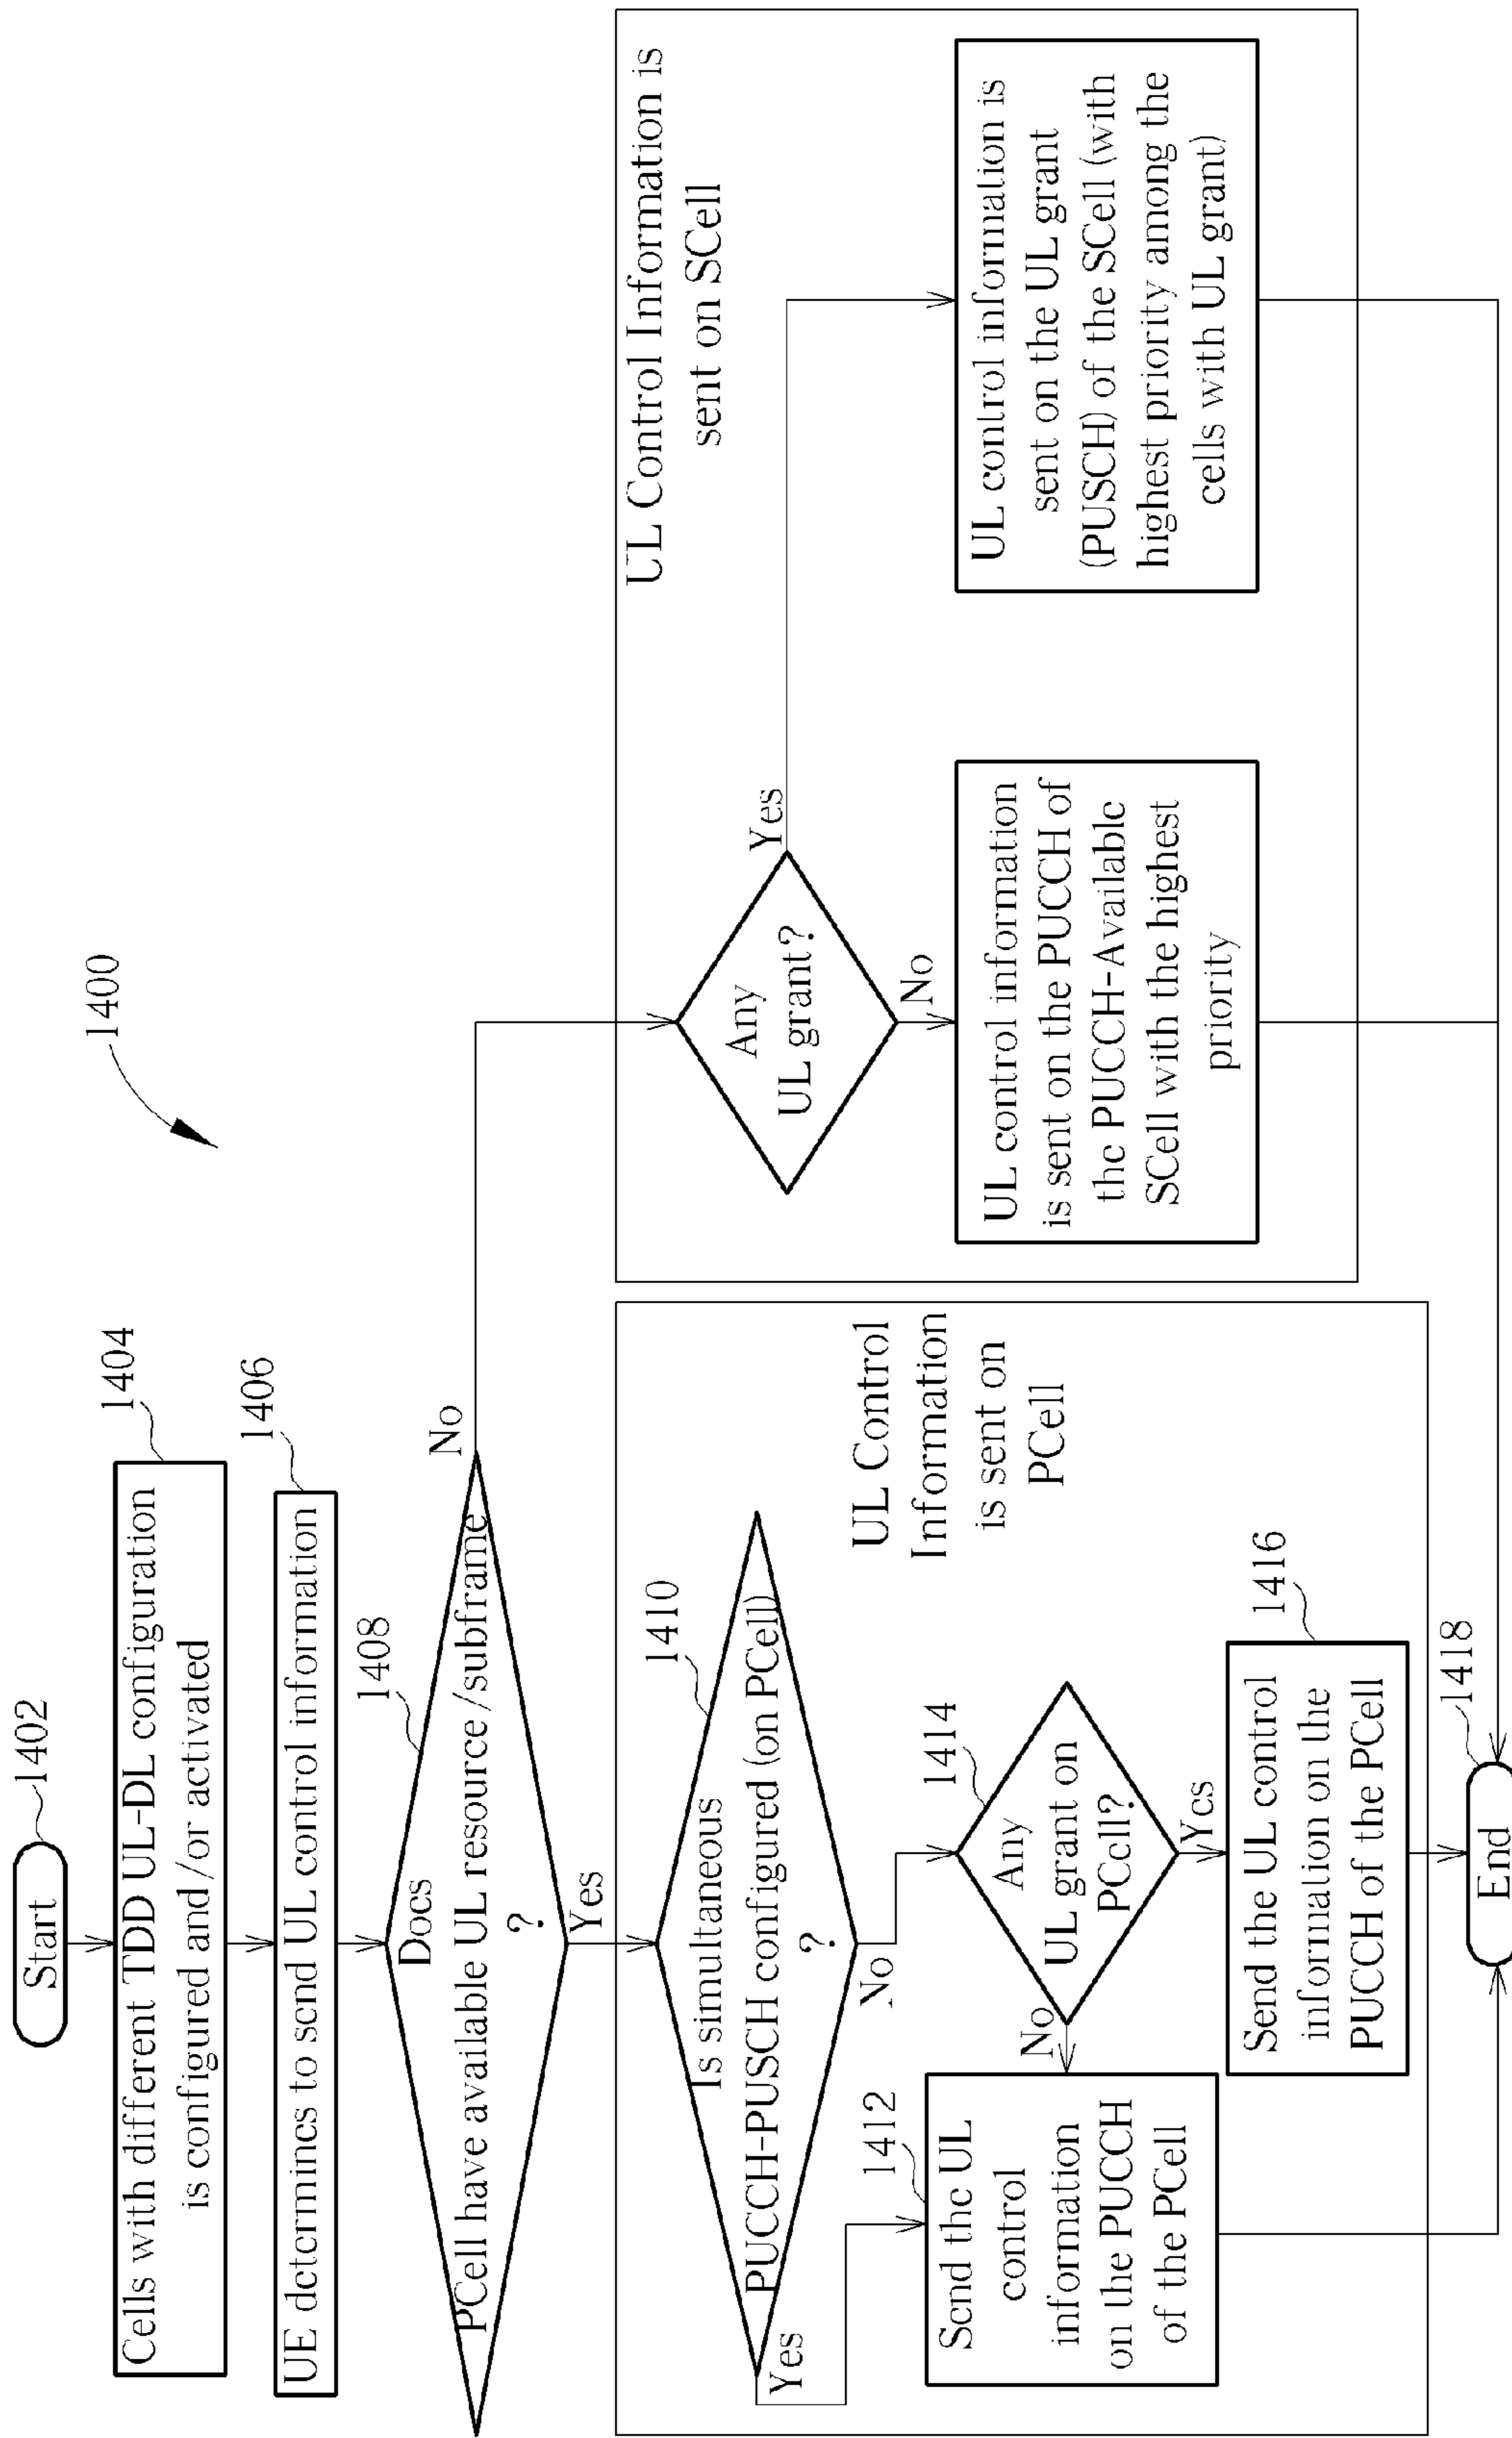 1400
Start
1402
Cells with different TDD UL-DL configuration
is configured and/or activated
1404
UE determines to send UL control information
1406
Does
PCell have available UL resource/subframe
?
1408
No
Yes
Is simultaneous
PUCCH-PUSCH configured (on PCell)
?
1410
Yes
No
UL Control
Information
is sent on
PCell
Send the UL
control
information
on the PUCCH
of the PCell
1412
Any
UL grant on
PCell?
1414
No
Yes
Send the UL control
information on the
PUCCH of the PCell
1416
UL Control Information is
sent on SCell
Any
UL grant?
Yes
No
UL control information
is sent on the PUCCH of
the PUCCH-Available
SCell with the highest
priority
UL control information is
sent on the UL grant
(PUSCH) of the SCell (with
highest priority among the
cells with UL grant)
End
1418